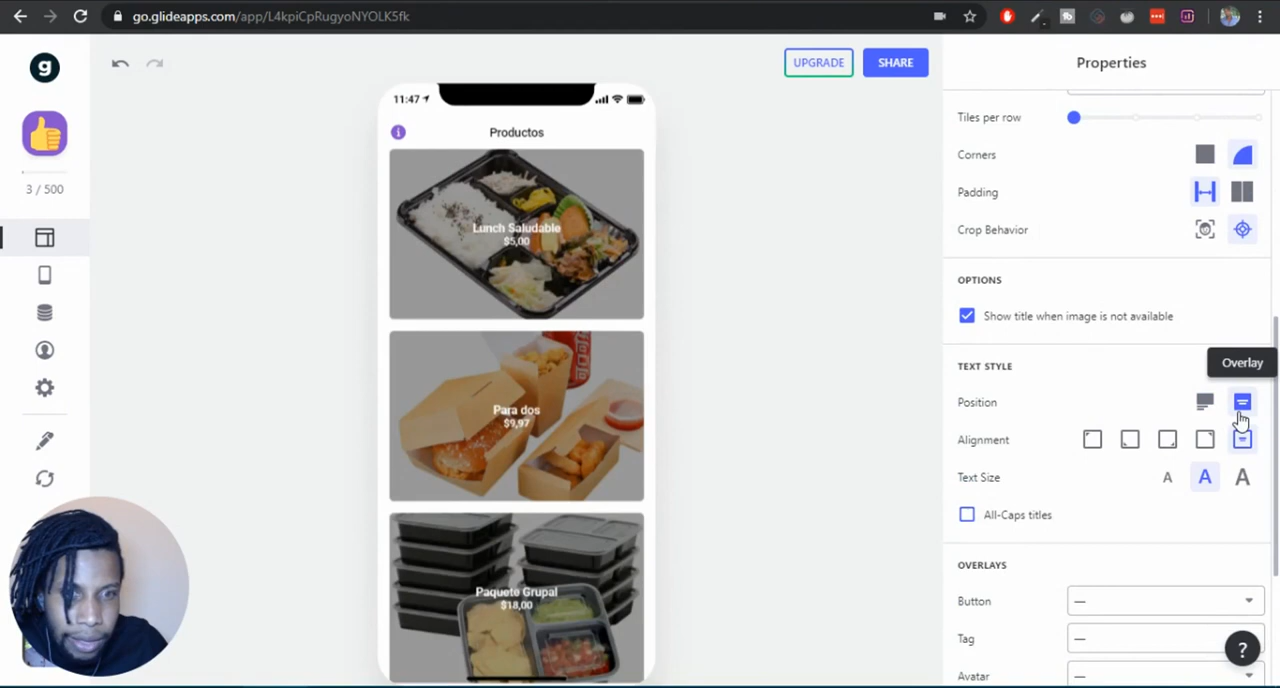 go.glideapps.com/app/L4kpiCpRugyoNYOLK5fk
g
UPGRADE
SHARE
Properties
3 / 500
11:47
Productos
Lunch Saludable
$5,00
Para dos
$9,97
Paquete Grupal
$18,00
Tiles per row
Corners
Padding
Crop Behavior
OPTIONS
Show title when image is not available
TEXT STYLE
Overlay
Position
Alignment
Text Size
A A A
All-Caps titles
OVERLAYS
Button —
Tag —
Avatar —
?